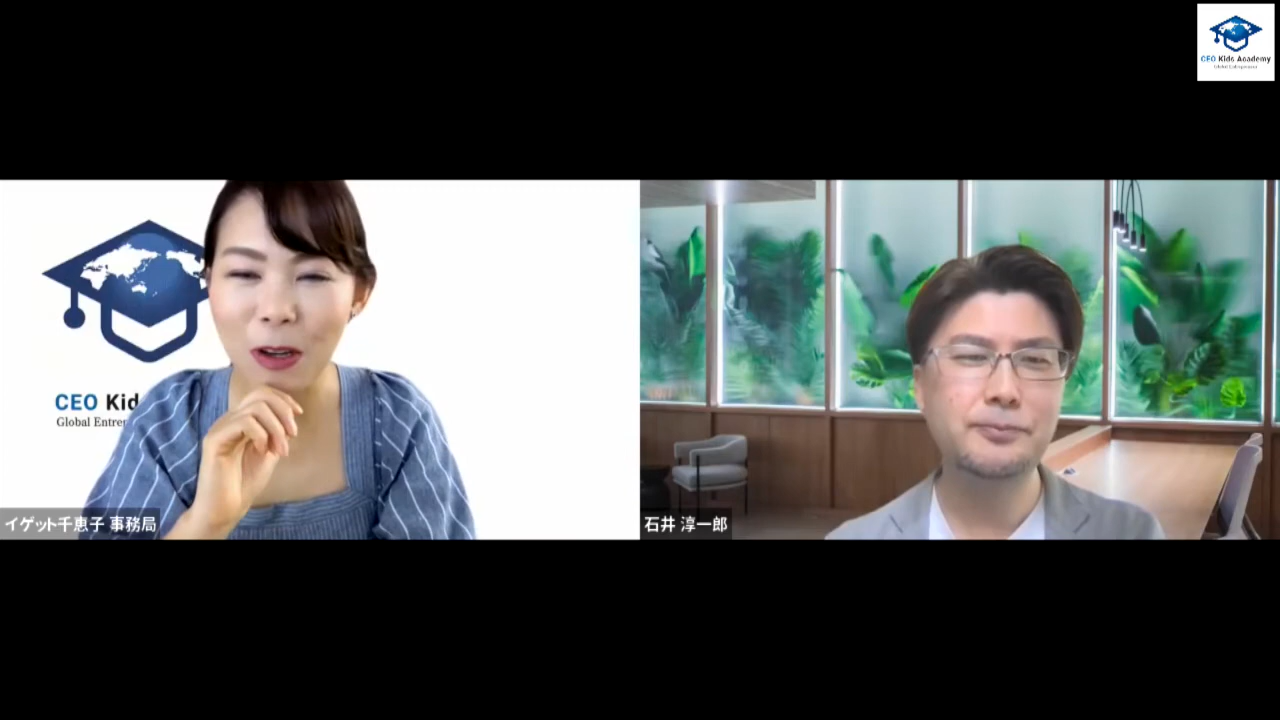 CEO Kids Academy
Global Entrepreneur
CEO Kid
Global Entrer
イゲット千恵子 事務局
石井 淳一郎